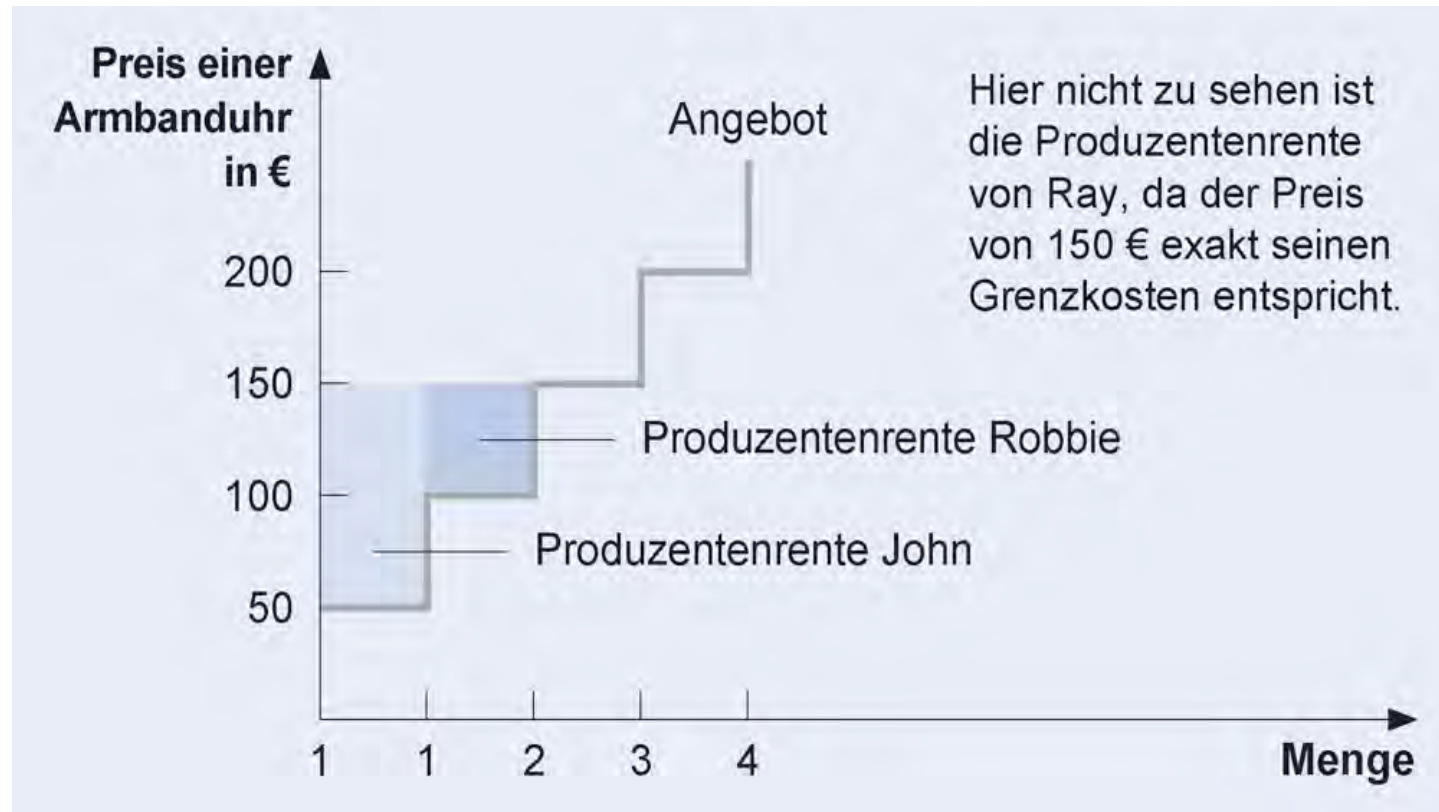 Preis einer
Armbanduhr
in €
Angebot
Hier nicht zu sehen ist
die Produzentenrente
von Ray, da der Preis
von 150 € exakt seinen
Grenzkosten entspricht.
200
150
Produzentenrente Robbie
100
Produzentenrente John
50
1 1 2 3 4
Menge